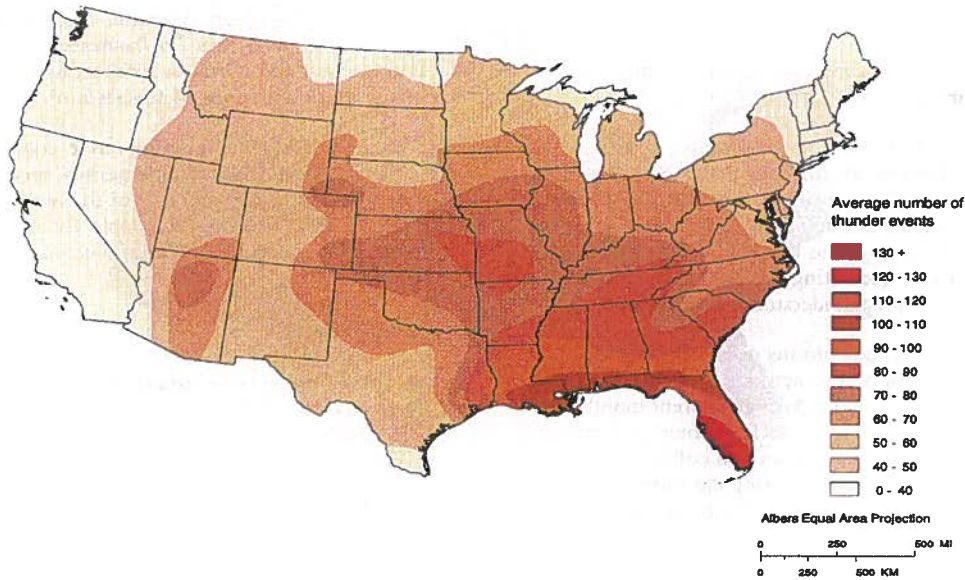 Average number of
thunder events
130 +
120 - 130
110 - 120
100 - 110
90 - 100
80 - 90
70 - 80
60 - 70
50 - 60
40 - 50
0 - 40
Albers Equal Area Projection
0 250 500 MI
0 250 500 KM